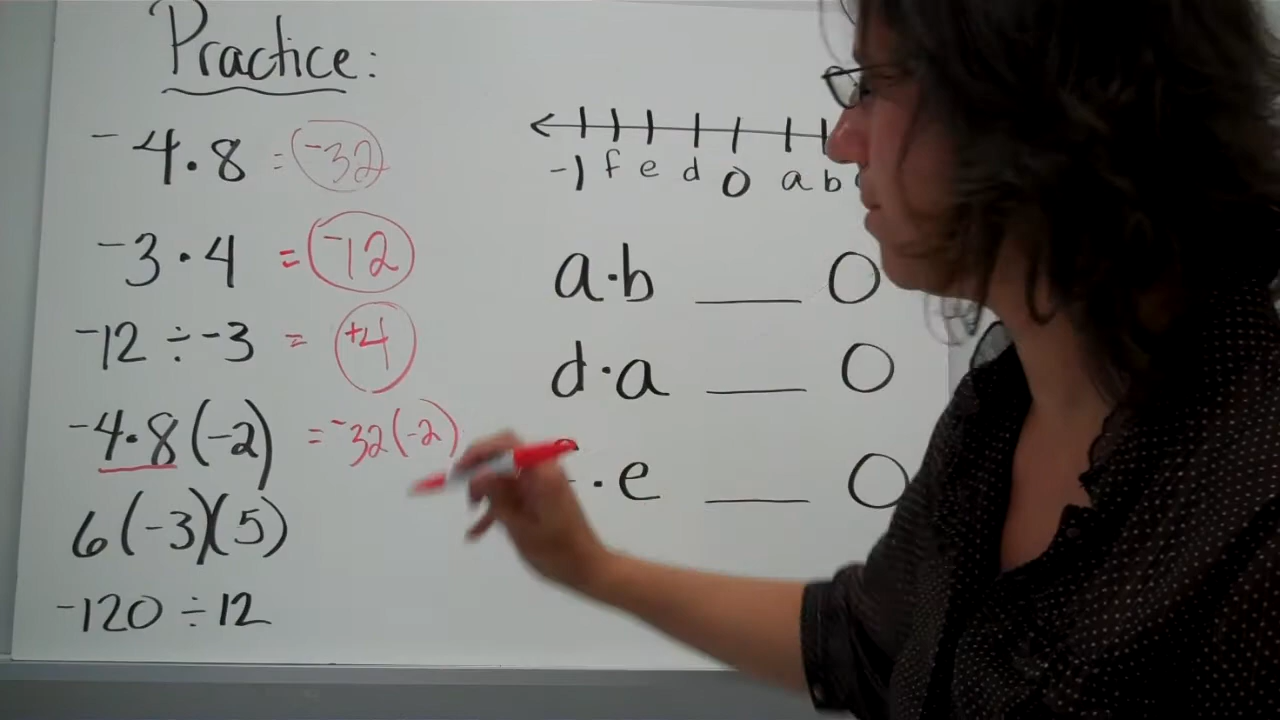 Practice:
-4·8 = -32
-3·4 = -12
-12 ÷ -3 = +4
-4·8(-2) = -32(-2)
6(-3)(5)
-120 ÷ 12
-1 f e d 0 a b
a·b ___ 0
d·a ___ 0
·e ___ 0